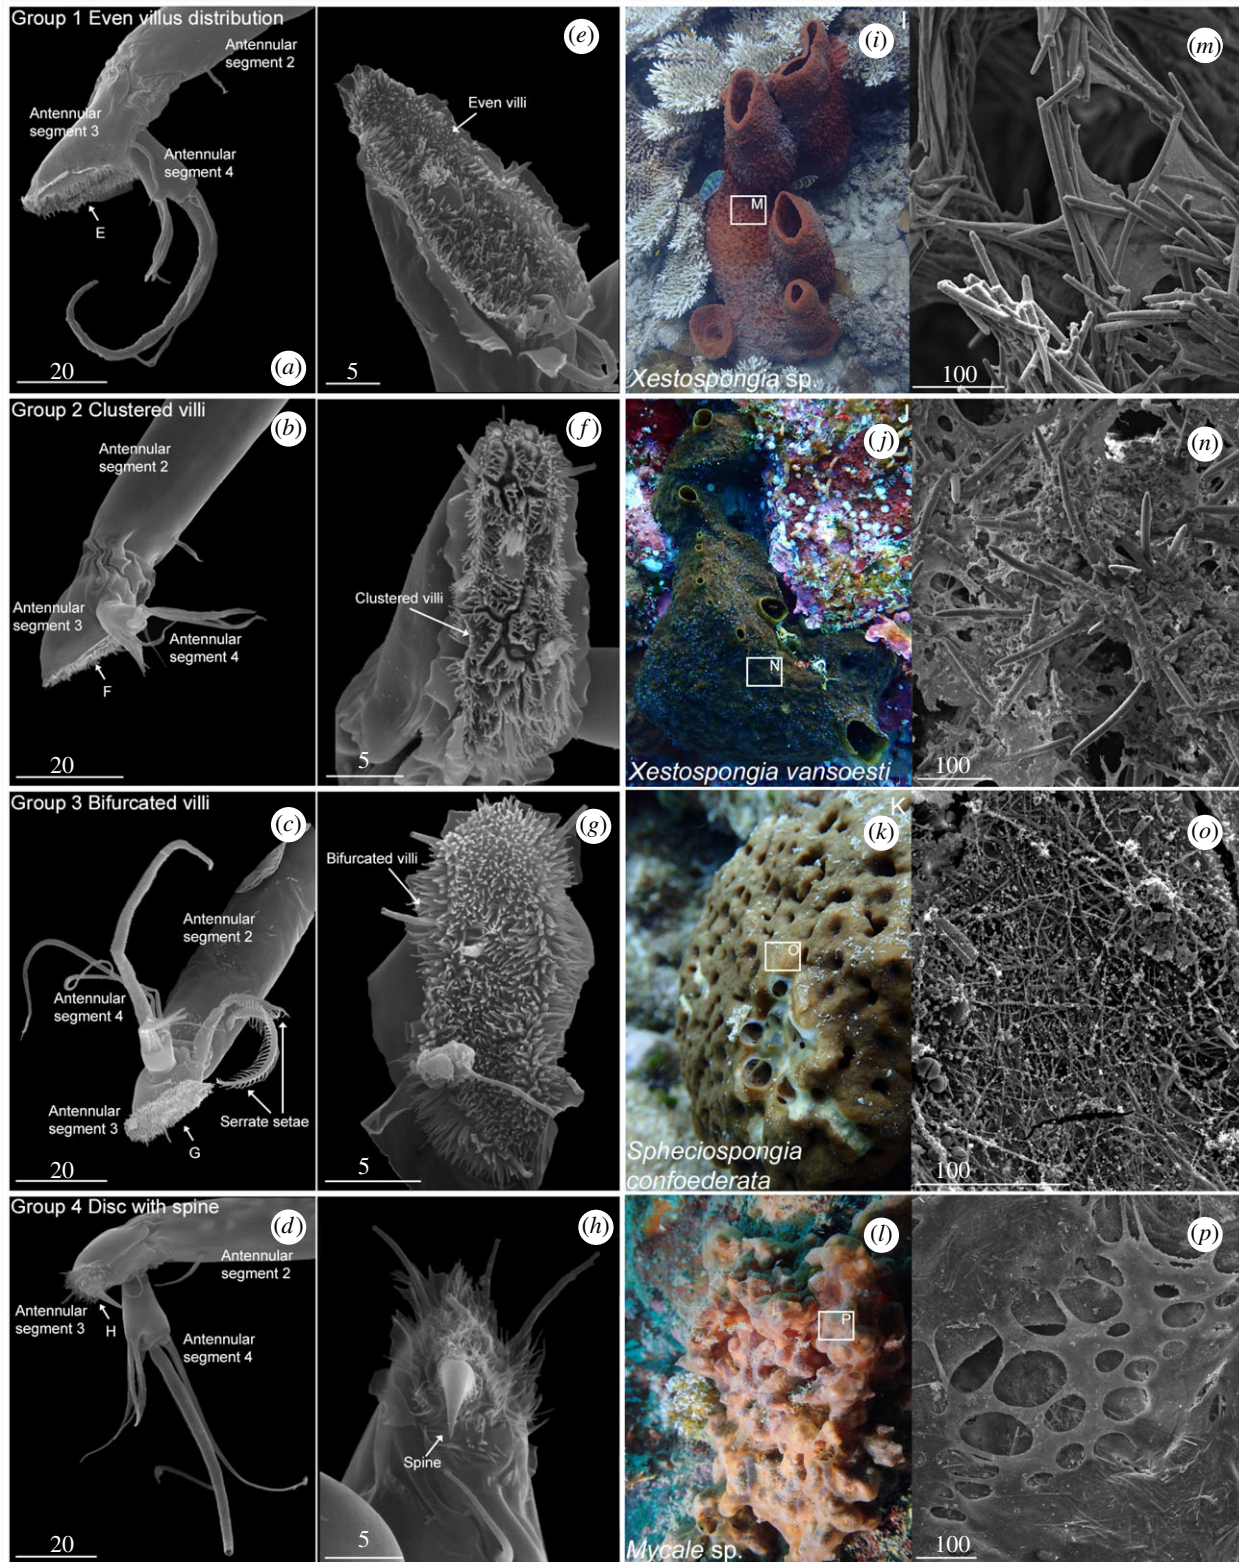 Group 1 Even villus distribution
Antennular
segment 2
Antennular
segment 3
Antennular
segment 4
E
20
(a)
(e)
Even villi
5
(i)
I
M
Xestospongia sp.
(m)
100
Group 2 Clustered villi
(b)
Antennular
segment 2
Antennular
segment 3
Antennular
segment 4
F
20
(f)
Clustered villi
5
J
(j)
N
Xestospongia vansoesti
(n)
100
Group 3 Bifurcated villi
(c)
Antennular
segment 2
Antennular
segment 4
Antennular
segment 3
Serrate setae
G
20
(g)
Bifurcated villi
5
K
(k)
O
Spheciospongia
confoederata
(o)
100
Group 4 Disc with spine
(d)
Antennular
segment 2
Antennular
segment 3
H
Antennular
segment 4
20
(h)
Spine
5
(l)
P
Mycale sp.
(p)
100